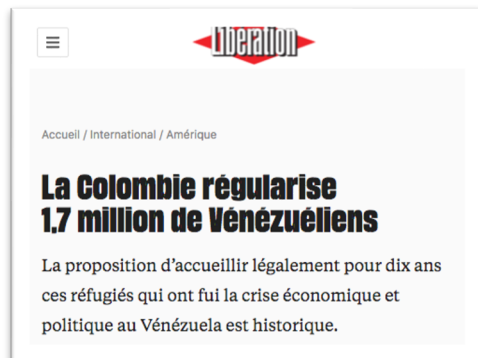 Libération
Accueil / International / Amérique
La Colombie régularise
1,7 million de Vénézuéliens
La proposition d’accueillir légalement pour dix ans
ces réfugiés qui ont fui la crise économique et
politique au Vénézuela est historique.